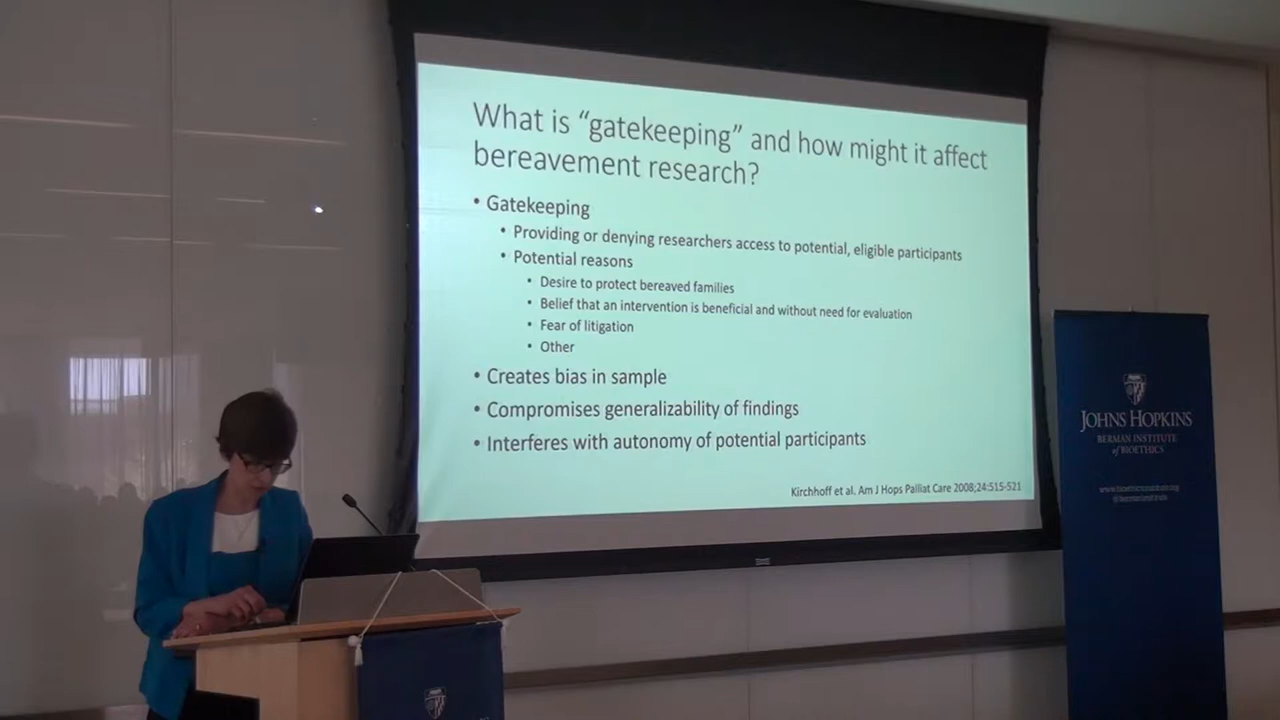 What is “gatekeeping” and how might it affect
bereavement research?
• Gatekeeping
• Providing or denying researchers access to potential, eligible participants
• Potential reasons
• Desire to protect bereaved families
• Belief that an intervention is beneficial and without need for evaluation
• Fear of litigation
• Other
• Creates bias in sample
• Compromises generalizability of findings
• Interferes with autonomy of potential participants
Kirchhoff et al. Am J Hops Palliat Care 2008;24:515-521
JOHNS HOPKINS
BERMAN INSTITUTE
of BIOETHICS